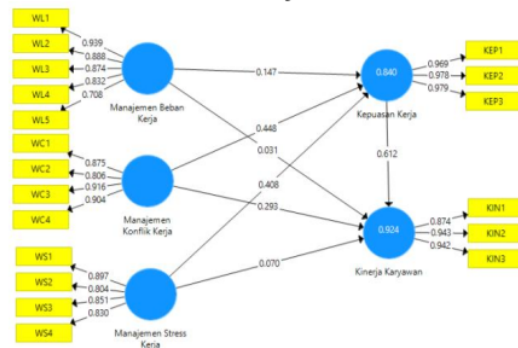 WL1
WL2
WL3
WL4
WL5
0.939
0.888
0.874
0.832
0.708
Manajemen Beban
Kerja
WC1
WC2
WC3
WC4
0.875
0.806
0.916
0.904
Manajemen
Konflik Kerja
WS1
WS2
WS3
WS4
0.897
0.804
0.851
0.830
Manajemen Stress
Kerja
0.147
0.448
0.031
0.408
0.293
0.070
0.840
Kepuasan Kerja
0.612
0.924
Kinerja Karyawan
0.969
0.978
0.979
KEP1
KEP2
KEP3
0.874
0.943
0.942
KIN1
KIN2
KIN3